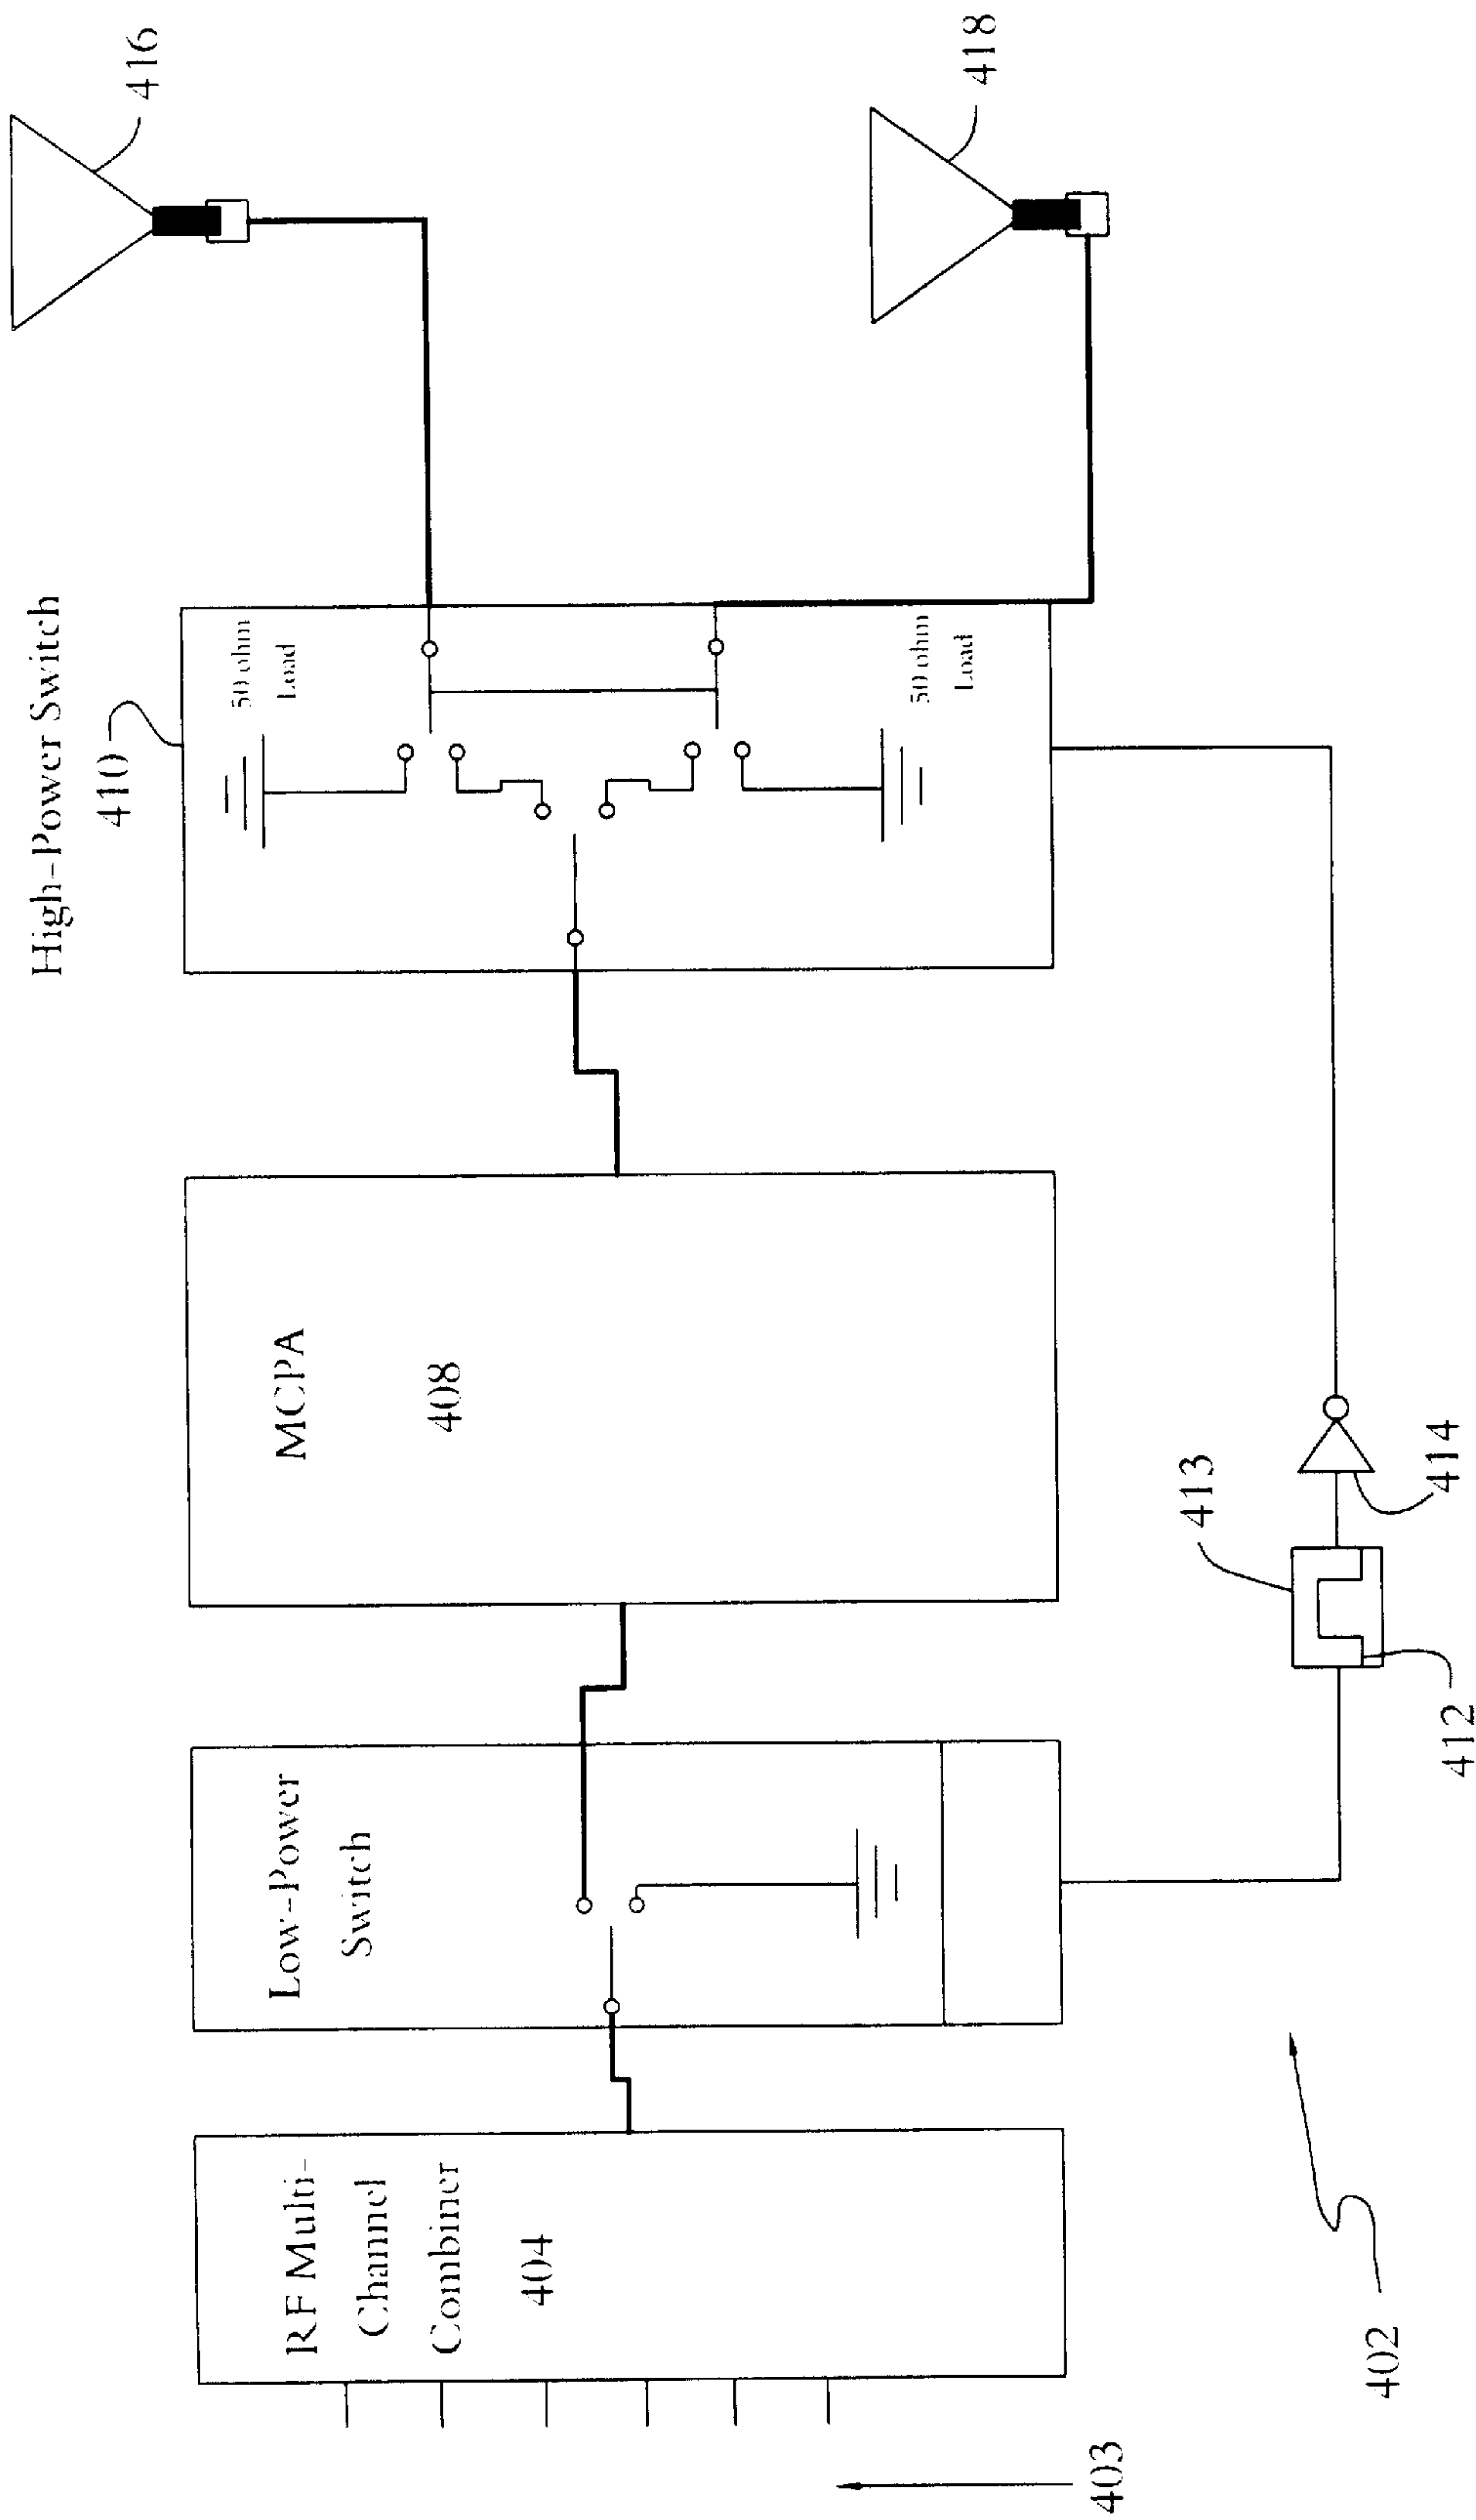 High-Power Switch
410
50 ohm
Load
50 ohm
Load
416
418
MCPA
408
Low-Power
Switch
RF Multi-
Channel
Combiner
404
403
402
412
413
414